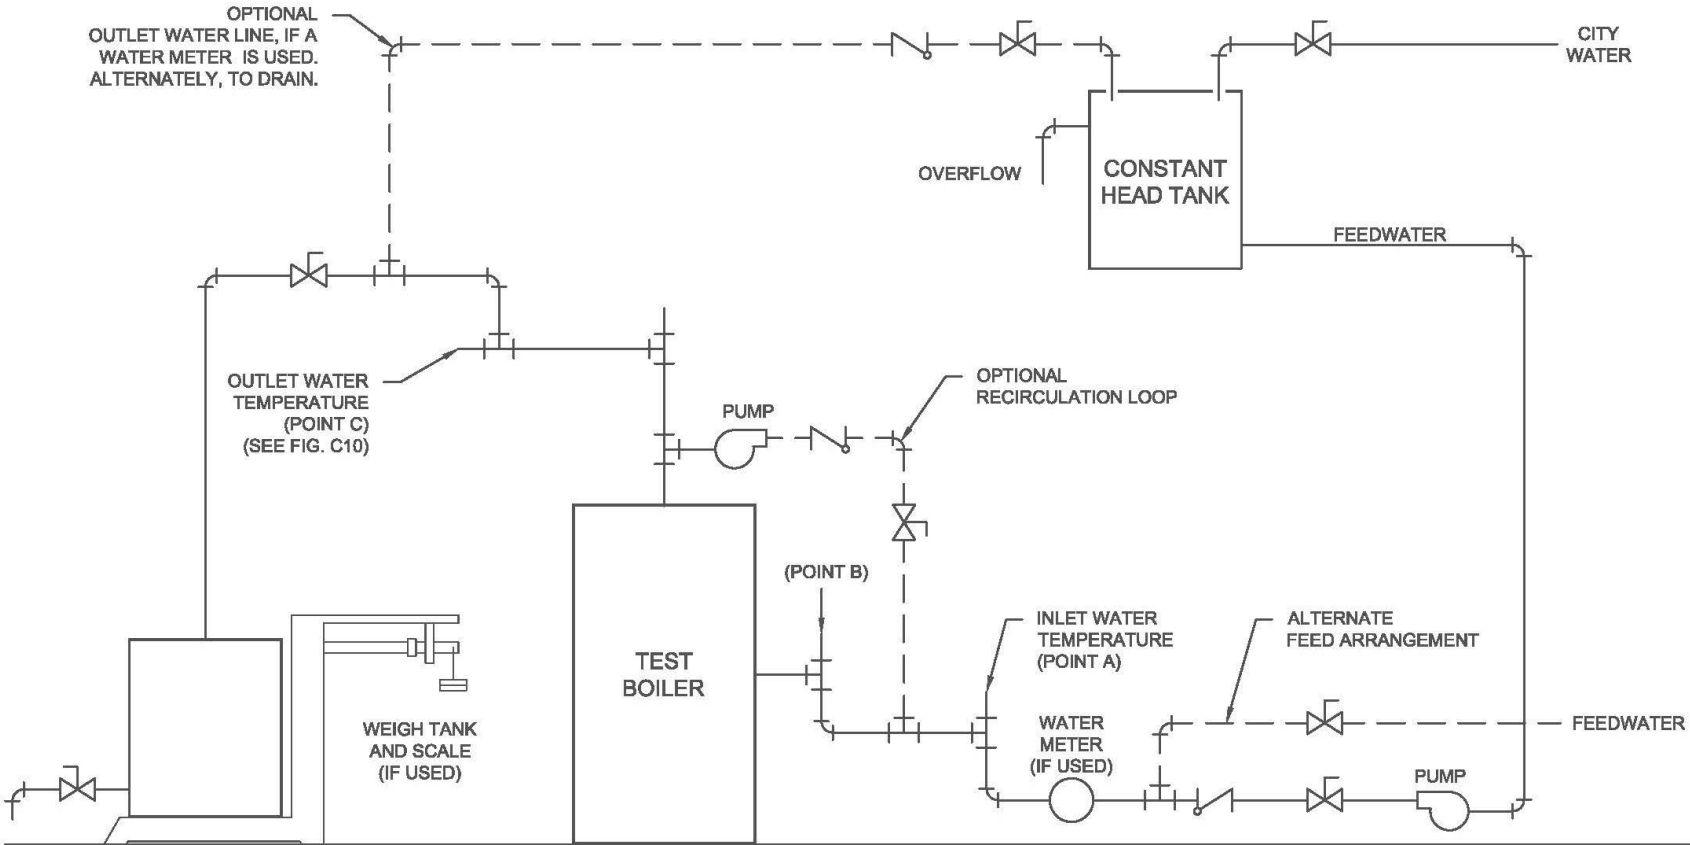 OPTIONAL
OUTLET WATER LINE, IF A
WATER METER IS USED.
ALTERNATELY, TO DRAIN.
CITY
WATER
OVERFLOW
CONSTANT
HEAD TANK
FEEDWATER
OUTLET WATER
TEMPERATURE
(POINT C)
(SEE FIG. C10)
PUMP
OPTIONAL
RECIRCULATION LOOP
(POINT B)
TEST
BOILER
INLET WATER
TEMPERATURE
(POINT A)
ALTERNATE
FEED ARRANGEMENT
WEIGH TANK
AND SCALE
(IF USED)
WATER
METER
(IF USED)
FEEDWATER
PUMP